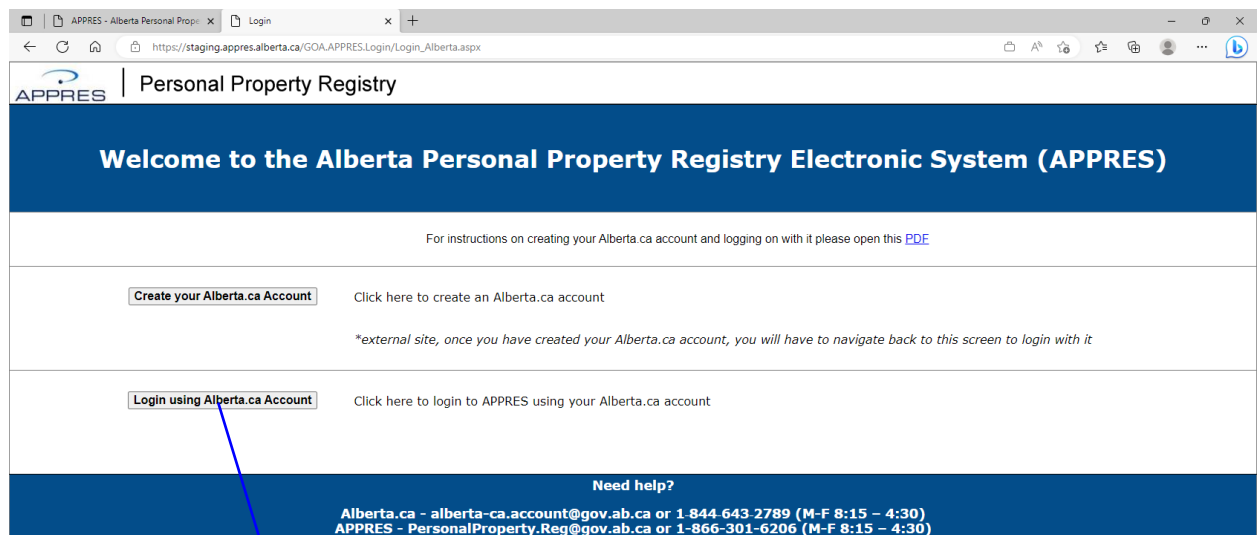 APPRES - Alberta Personal Prope
Login
https://staging.appres.alberta.ca/GOA.APPRES.Login/Login_Alberta.aspx
APPRES
Personal Property Registry
Welcome to the Alberta Personal Property Registry Electronic System (APPRES)
For instructions on creating your Alberta.ca account and logging on with it please open this PDF
Create your Alberta.ca Account
Click here to create an Alberta.ca account
*external site, once you have created your Alberta.ca account, you will have to navigate back to this screen to login with it
Login using Alberta.ca Account
Click here to login to APPRES using your Alberta.ca account
Need help?
Alberta.ca - alberta-ca.account@gov.ab.ca or 1-844-643-2789 (M-F 8:15 – 4:30)
APPRES - PersonalProperty.Reg@gov.ab.ca or 1-866-301-6206 (M-F 8:15 – 4:30)